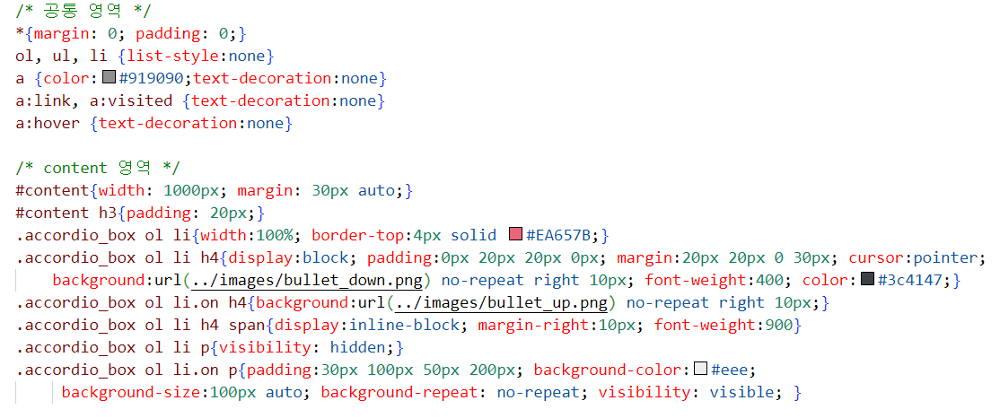 /* 공통 영역 */
*{margin: 0; padding: 0;}
ol, ul, li {list-style:none}
a {color:#919090;text-decoration:none}
a:link, a:visited {text-decoration:none}
a:hover {text-decoration:none}
/* content 영역 */
#content{width: 1000px; margin: 30px auto;}
#content h3{padding: 20px;}
.accordio_box ol li{width:100%; border-top:4px solid #EA657B;}
.accordio_box ol li h4{display:block; padding:0px 20px 20px 0px; margin:20px 20px 0 30px; cursor:pointer;
background:url(../images/bullet_down.png) no-repeat right 10px; font-weight:400; color:#3c4147;}
.accordio_box ol li.on h4{background:url(../images/bullet_up.png) no-repeat right 10px;}
.accordio_box ol li h4 span{display:inline-block; margin-right:10px; font-weight:900}
.accordio_box ol li p{visibility: hidden;}
.accordio_box ol li.on p{padding:30px 100px 50px 200px; background-color:#eee;
background-size:100px auto; background-repeat: no-repeat; visibility: visible; }